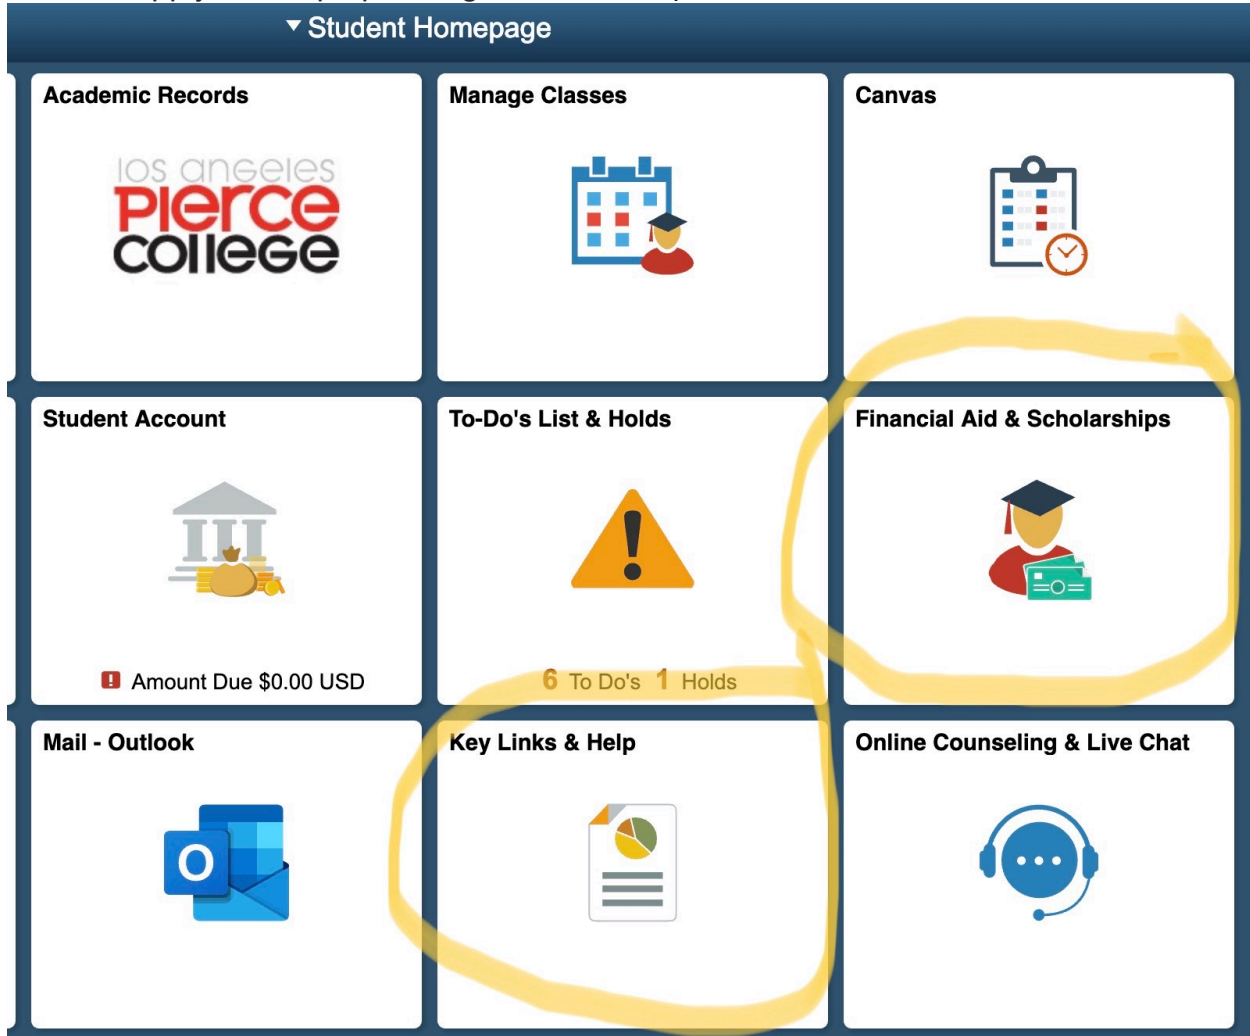 Student Homepage
Academic Records
Manage Classes
Canvas
los angeles
PIERCE
COLLEGE
Student Account
To-Do's List & Holds
Financial Aid & Scholarships
Amount Due $0.00 USD
6 To Do's 1 Holds
Mail - Outlook
Key Links & Help
Online Counseling & Live Chat
O